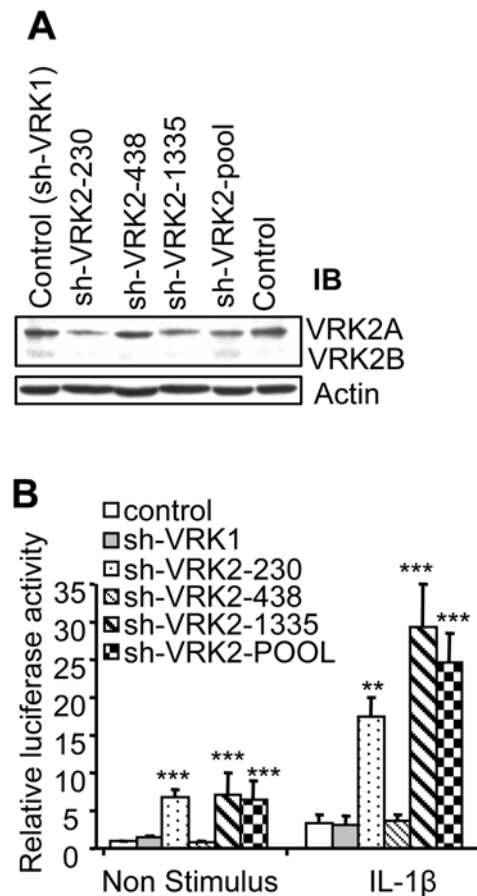 A
Control (sh-VRK1)
sh-VRK2-230
sh-VRK2-438
sh-VRK2-1335
sh-VRK2-pool
Control
IB
VRK2A
VRK2B
Actin
B
control
sh-VRK1
sh-VRK2-230
sh-VRK2-438
sh-VRK2-1335
sh-VRK2-POOL
Relative luciferase activity
35
30
25
20
15
10
5
0
***
***
***
**
***
***
Non Stimulus
IL-1β